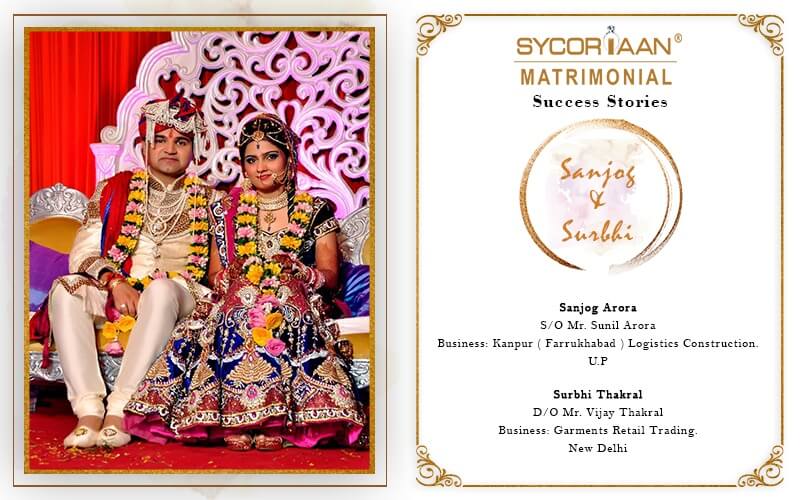 SYCORIAAN®
MATRIMONIAL
Success Stories
Sanjog
&
Surbhi
Sanjog Arora
S/O Mr. Sunil Arora
Business: Kanpur ( Farrukhabad ) Logistics Construction.
U.P
Surbhi Thakral
D/O Mr. Vijay Thakral
Business: Garments Retail Trading.
New Delhi